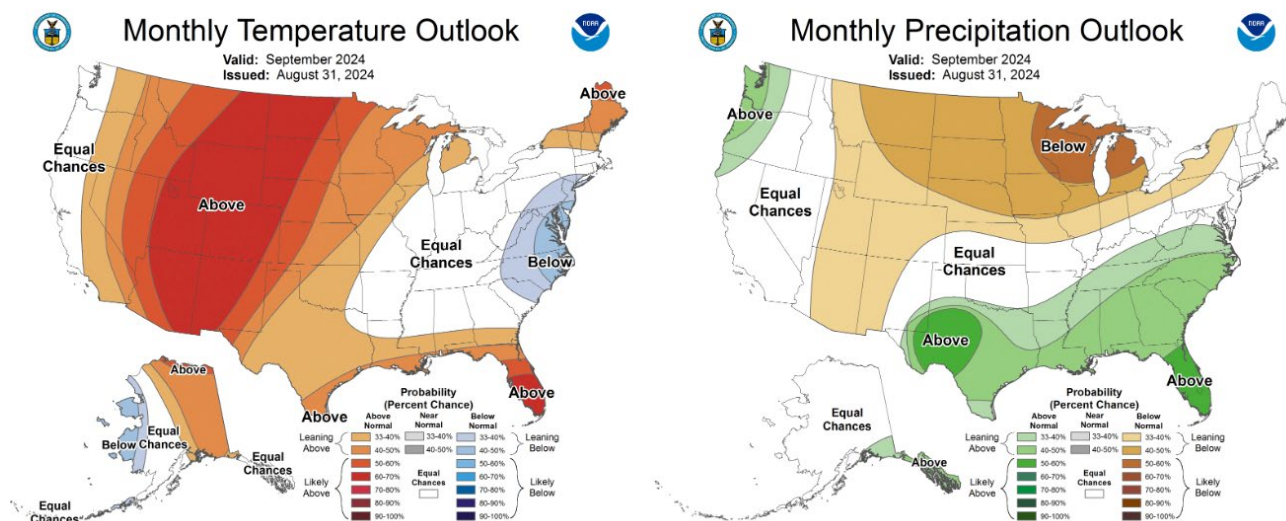 Monthly Temperature Outlook
NOAA
Valid: September 2024
Issued: August 31, 2024
Above
Equal
Chances
Above
Equal
Chances
Below
Above
Above
Above
Equal
Chances
Below
Equal
Chances
Equal
Chances
Probability
(Percent Chance)
Above
Normal
Near
Normal
Below
Normal
Leaning
Above
33-40%
33-40%
33-40%
Leaning
Below
40-50%
40-50%
40-50%
Likely
Above
50-60%
50-60%
Likely
Below
60-70%
Equal
Chances
60-70%
70-80%
70-80%
80-90%
80-90%
90-100%
90-100%
Monthly Precipitation Outlook
NOAA
Valid: September 2024
Issued: August 31, 2024
Above
Below
Equal
Chances
Equal
Chances
Above
Above
Equal
Chances
Above
Probability
(Percent Chance)
Above
Normal
Near
Normal
Below
Normal
Leaning
Above
33-40%
33-40%
33-40%
Leaning
Below
40-50%
40-50%
40-50%
Likely
Above
50-60%
50-60%
Likely
Below
60-70%
Equal
Chances
60-70%
70-80%
70-80%
80-90%
80-90%
90-100%
90-100%